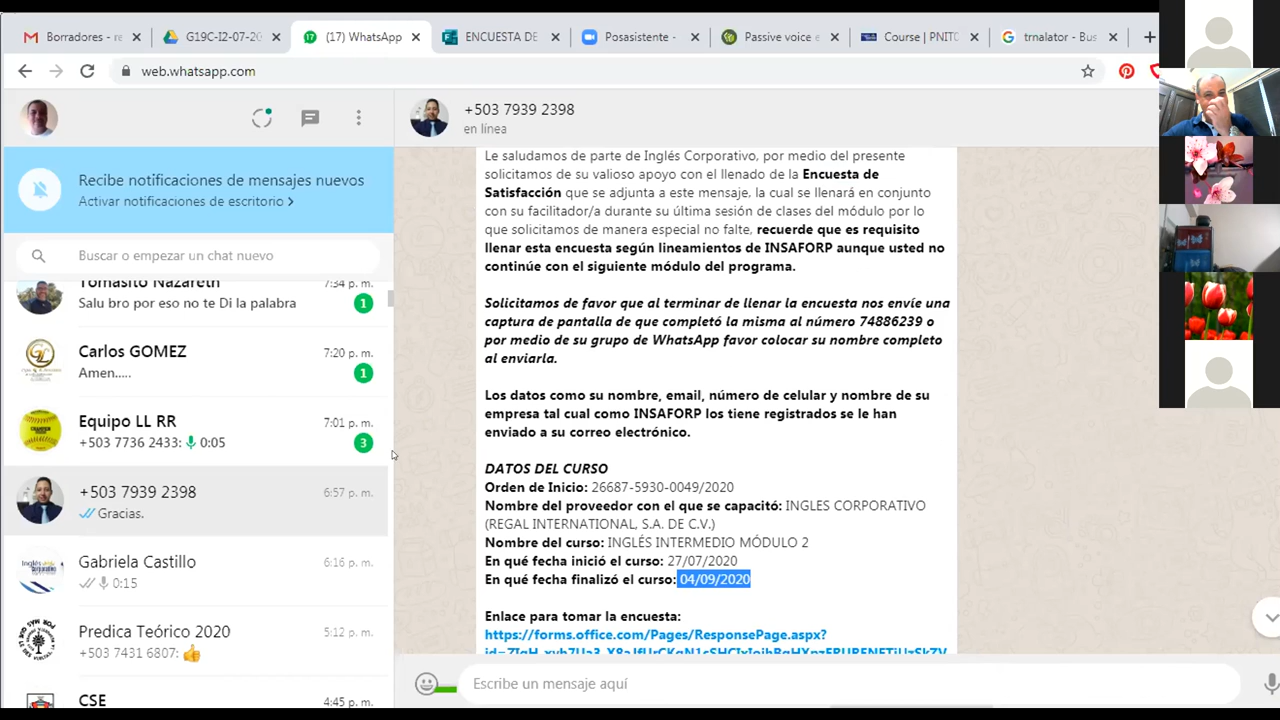 Borradores - re
G19C-I2-07-20
(17) WhatsApp
ENCUESTA DE
Posasistente -
Passive voice e
Course | PNIT
trnalator - Bus
web.whatsapp.com
+503 7939 2398
en línea
Recibe notificaciones de mensajes nuevos
Activar notificaciones de escritorio >
Buscar o empezar un chat nuevo
Tomasito Nazareth
7:34 p. m.
Salu bro por eso no te Di la palabra
1
Carlos GOMEZ
7:20 p. m.
Amen.....
1
Equipo LL RR
7:01 p. m.
+503 7736 2433: 0:05
3
+503 7939 2398
6:57 p. m.
Gracias.
Gabriela Castillo
6:16 p. m.
0:15
Predica Teórico 2020
5:12 p. m.
+503 7431 6807: 👍
CSE
4:45 p. m.
Le saludamos de parte de Inglés Corporativo, por medio del presente
solicitamos de su valioso apoyo con el llenado de la Encuesta de
Satisfacción que se adjunta a este mensaje, la cual se llenará en conjunto
con su facilitador/a durante su última sesión de clases del módulo por lo
que solicitamos de manera especial no falte, recuerde que es requisito
llenar esta encuesta según lineamientos de INSAFORP aunque usted no
continúe con el siguiente módulo del programa.
Solicitamos de favor que al terminar de llenar la encuesta nos envíe una
captura de pantalla de que completó la misma al número 74886239 o
por medio de su grupo de WhatsApp favor colocar su nombre completo
al enviarla.
Los datos como su nombre, email, número de celular y nombre de su
empresa tal cual como INSAFORP los tiene registrados se le han
enviado a su correo electrónico.
DATOS DEL CURSO
Orden de Inicio: 26687-5930-0049/2020
Nombre del proveedor con el que se capacitó: INGLES CORPORATIVO
(REGAL INTERNATIONAL, S.A. DE C.V.)
Nombre del curso: INGLÉS INTERMEDIO MÓDULO 2
En qué fecha inició el curso: 27/07/2020
En qué fecha finalizó el curso: 04/09/2020
Enlace para tomar la encuesta:
https://forms.office.com/Pages/ResponsePage.aspx?
Escribe un mensaje aquí